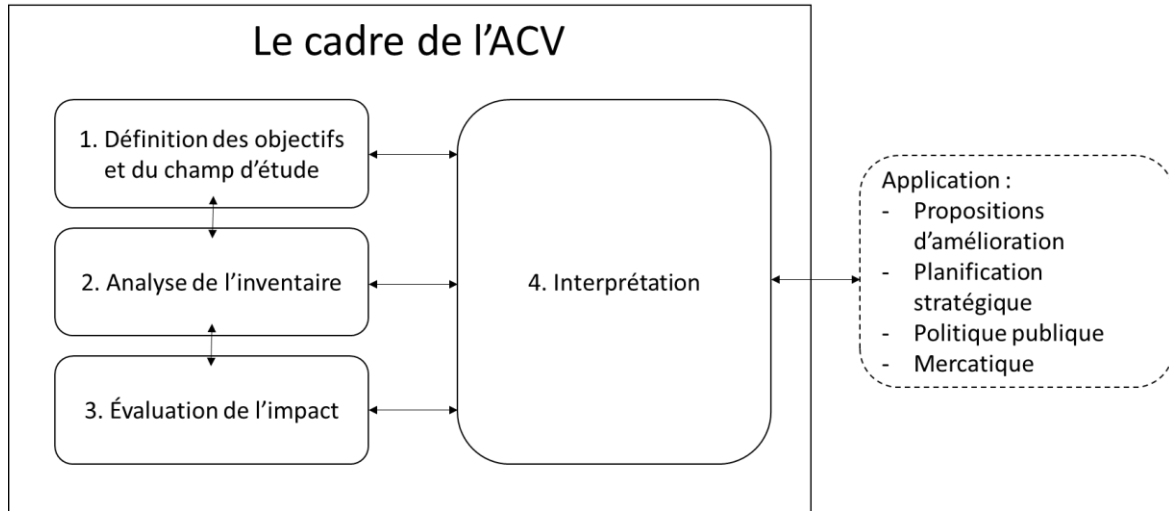 Le cadre de l’ACV
1. Définition des objectifs
et du champ d’étude
2. Analyse de l’inventaire
3. Évaluation de l’impact
4. Interprétation
Application :
- Propositions
d’amélioration
- Planification
stratégique
- Politique publique
- Mercatique